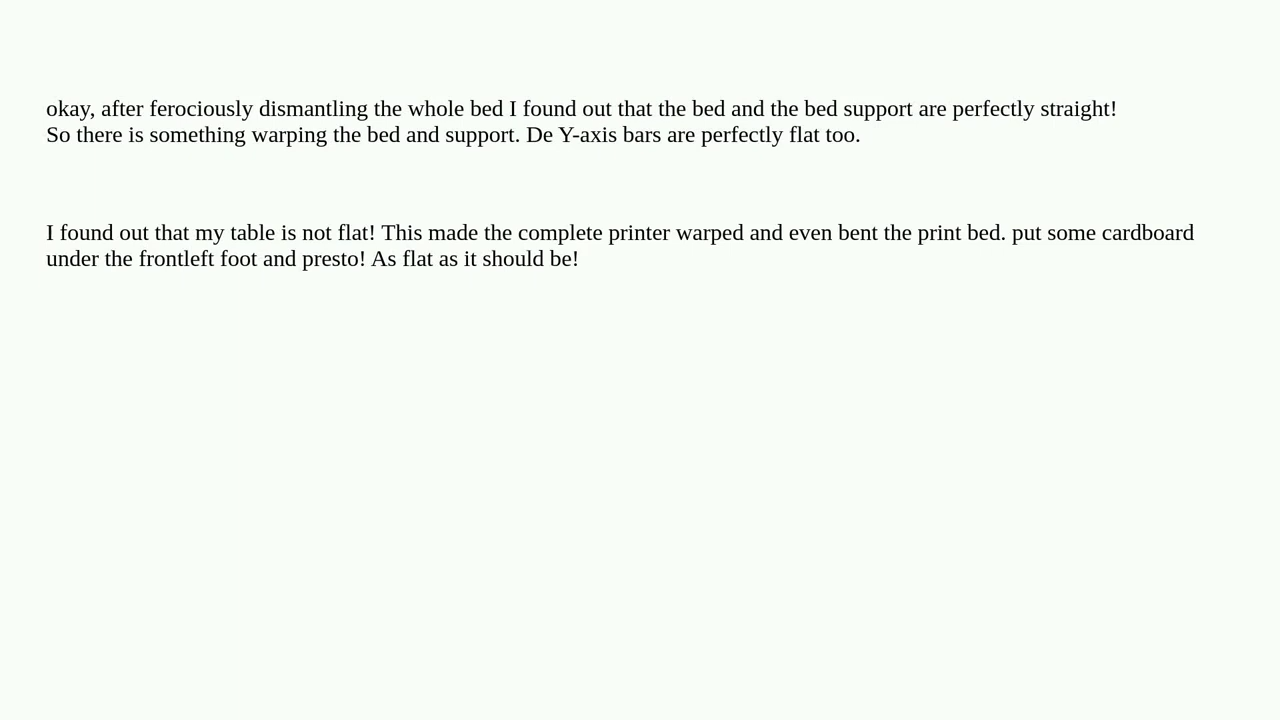 okay, after ferociously dismantling the whole bed I found out that the bed and the bed support are perfectly straight!
So there is something warping the bed and support. De Y-axis bars are perfectly flat too.
I found out that my table is not flat! This made the complete printer warped and even bent the print bed. put some cardboard
under the frontleft foot and presto! As flat as it should be!